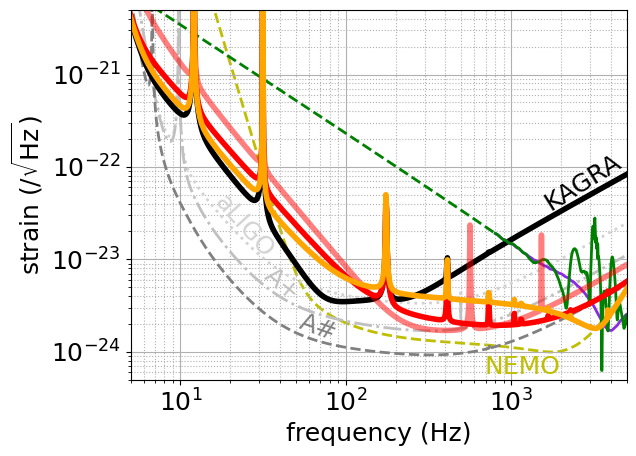 10⁻²¹
10⁻²²
10⁻²³
10⁻²⁴
strain (/√Hz)
KAGRA
aLIGO
A+
A#
NEMO
10¹
10²
10³
frequency (Hz)